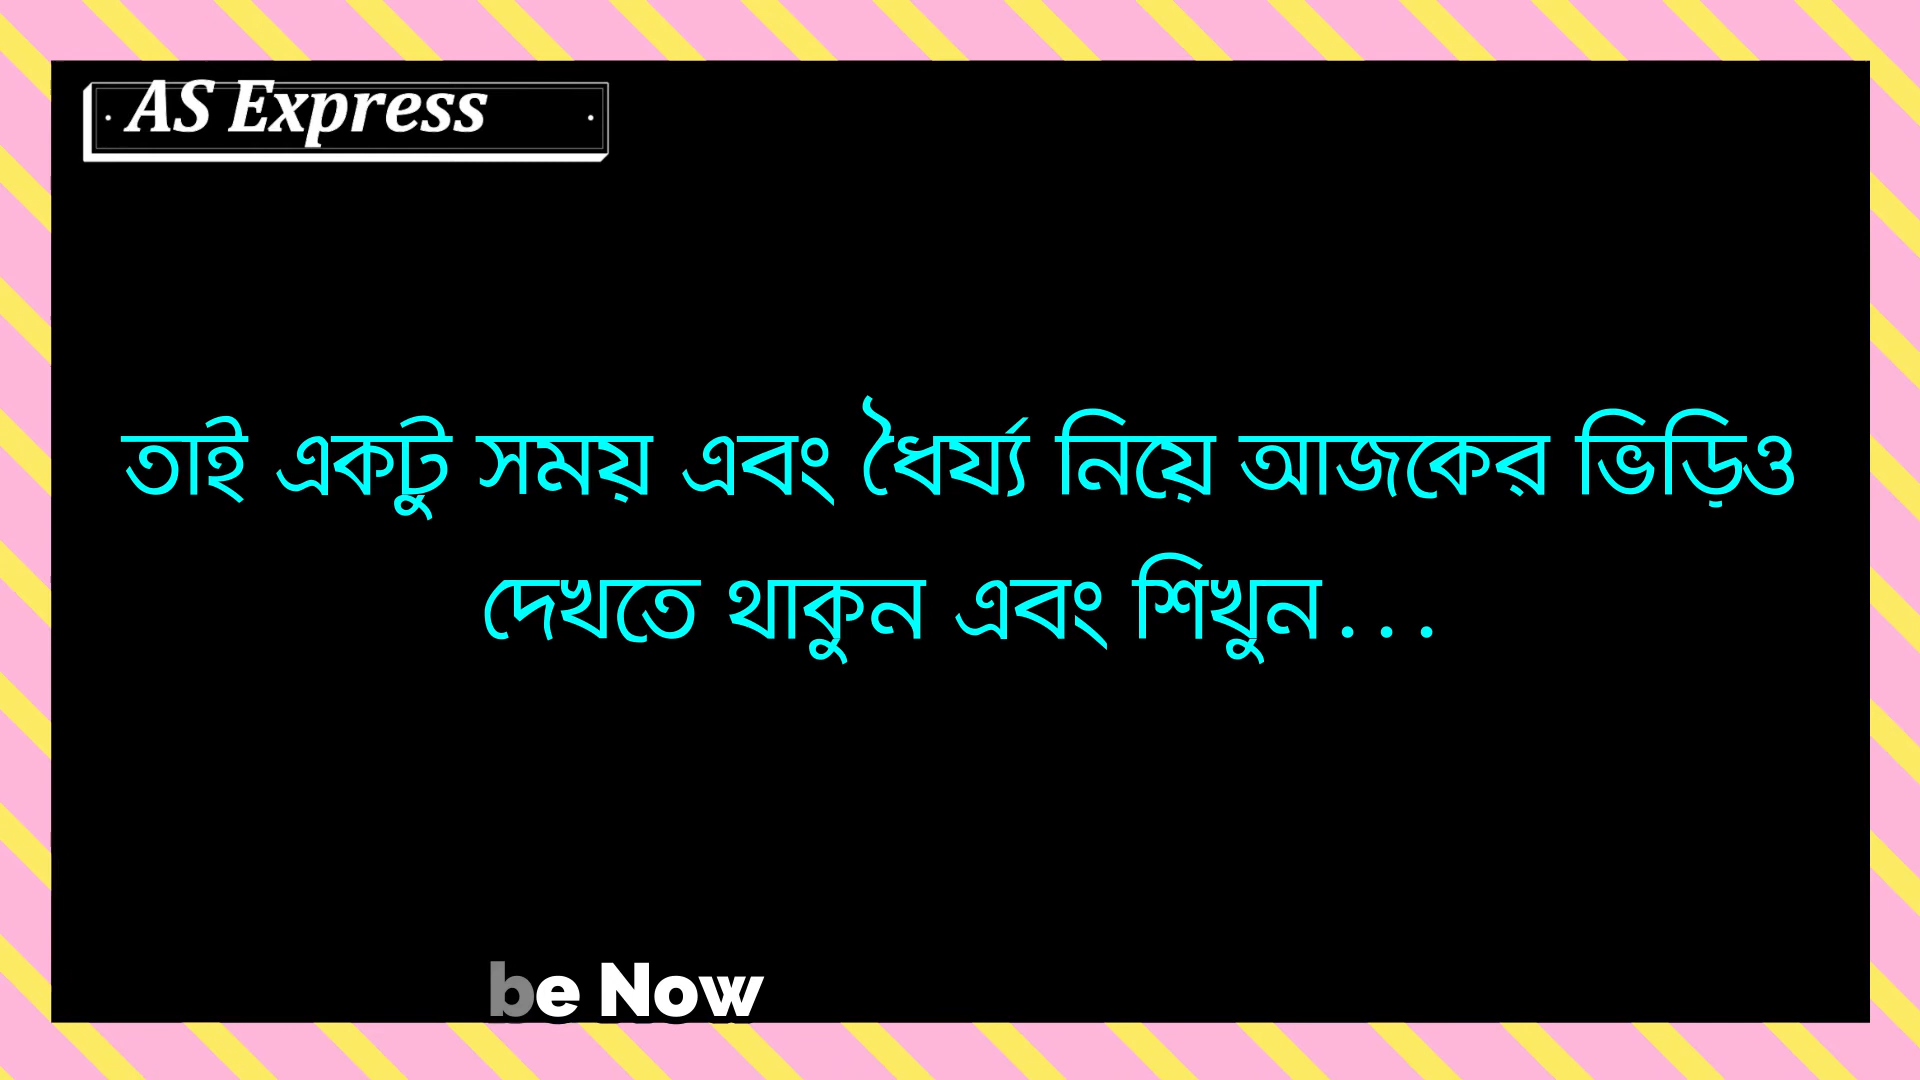 AS Express
তাই একটু সময় এবং ধৈর্য্য নিয়ে আজকের ভিড়িও
দেখতে থাকুন এবং শিখুন...
be Now